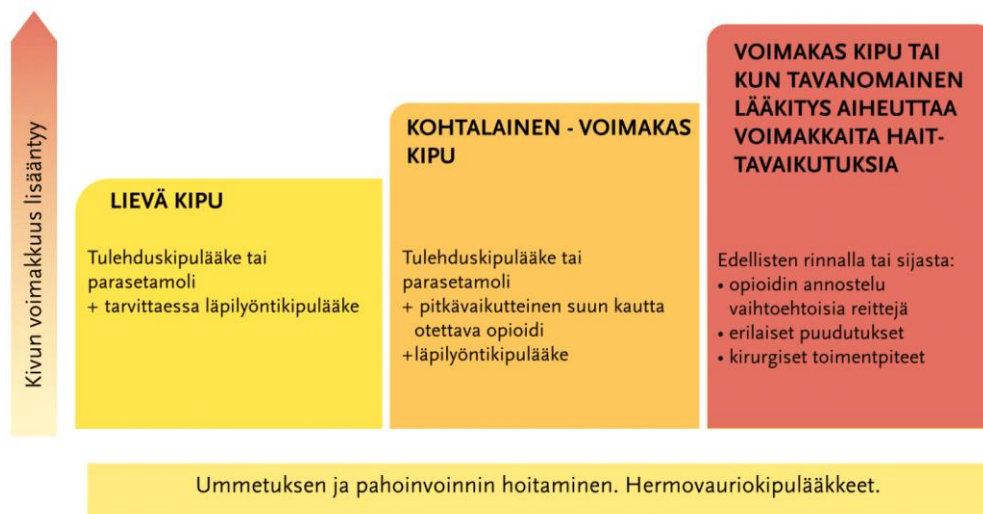 Kivun voimakkuus lisääntyy
LIEVÄ KIPU
Tulehduskipulääke tai
parasetamoli
+ tarvittaessa läpilyöntikipulääke
KOHTALAINEN - VOIMAKAS
KIPU
Tulehduskipulääke tai
parasetamoli
+ pitkävaikutteinen suun kautta
otettava opioidi
+läpilyöntikipulääke
VOIMAKAS KIPU TAI
KUN TAVANOMAINEN
LÄÄKITYS AIHEUTTAA
VOIMAKKAITA HAIT-
TAVAIKUTUKSIA
Edellisten rinnalla tai sijasta:
• opioidin annostelu
vaihtoehtoisia reittejä
• erilaiset puudutukset
• kirurgiset toimentpiteet
Ummetuksen ja pahoinvoinnin hoitaminen. Hermovauriokipulääkkeet.